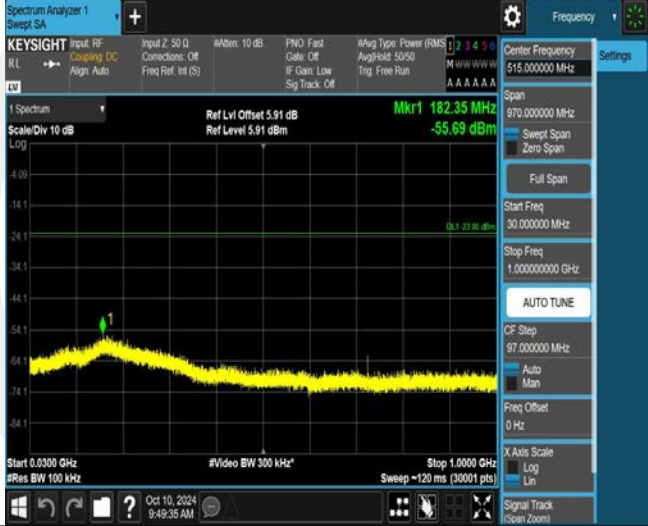 Spectrum Analyzer 1
Swept SA
+
Frequency
KEYSIGHT
RL
Input: RF
Coupling: DC
Align: Auto
Input Z: 50 Ω
Corrections: Off
Freq Ref: Int (S)
#Atten: 10 dB
PNO: Fast
Gate: Off
IF Gain: Low
Sig Track: Off
#Avg Type: Power (RMS
Avg|Hold: 50/50
Trig: Free Run
1 2 3 4 5 6
M W W W W W
A A A A A A
LVI
1 Spectrum
Scale/Div 10 dB
Log
Ref Lvl Offset 5.91 dB
Ref Level 5.91 dBm
Mkr1 182.35 MHz
-55.69 dBm
-4.09
-14.1
-24.1
-34.1
-44.1
-54.1
-64.1
-74.1
-84.1
DL1 -23.00 dBm
1
Start 0.0300 GHz
#Res BW 100 kHz
#Video BW 300 kHz*
Stop 1.0000 GHz
Sweep ~120 ms (30001 pts)
?
Oct 10, 2024
9:49:35 AM
Center Frequency
515.000000 MHz
Settings
Span
970.000000 MHz
Swept Span
Zero Span
Full Span
Start Freq
30.000000 MHz
Stop Freq
1.000000000 GHz
AUTO TUNE
CF Step
97.000000 MHz
Auto
Man
Freq Offset
0 Hz
X Axis Scale
Log
Lin
Signal Track
(Span Zoom)